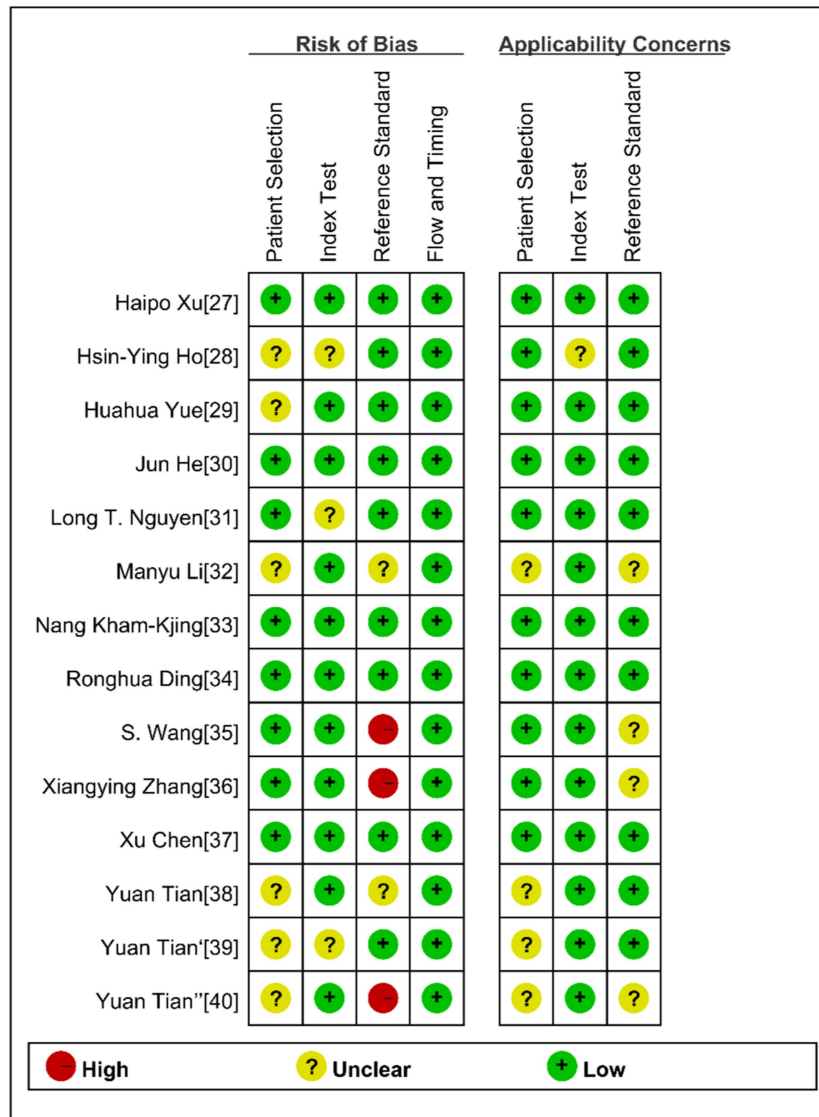 Risk of Bias Applicability Concerns
Patient Selection
Index Test
Reference Standard
Flow and Timing
Patient Selection
Index Test
Reference Standard
Haipo Xu[27] + + + + + + +
Hsin-Ying Ho[28] ? ? + + + ? +
Huahua Yue[29] ? + + + + + +
Jun He[30] + + + + + + +
Long T. Nguyen[31] + ? + + + + +
Manyu Li[32] ? + ? + ? + ?
Nang Kham-Kjing[33] + + + + + + +
Ronghua Ding[34] + + + + + + +
S. Wang[35] + + – + + + ?
Xiangying Zhang[36] + + – + + + ?
Xu Chen[37] + + + + + + +
Yuan Tian[38] ? + ? + ? + +
Yuan Tian‘[39] ? ? + + ? + +
Yuan Tian”[40] ? + – + ? + ?
– High ? Unclear + Low